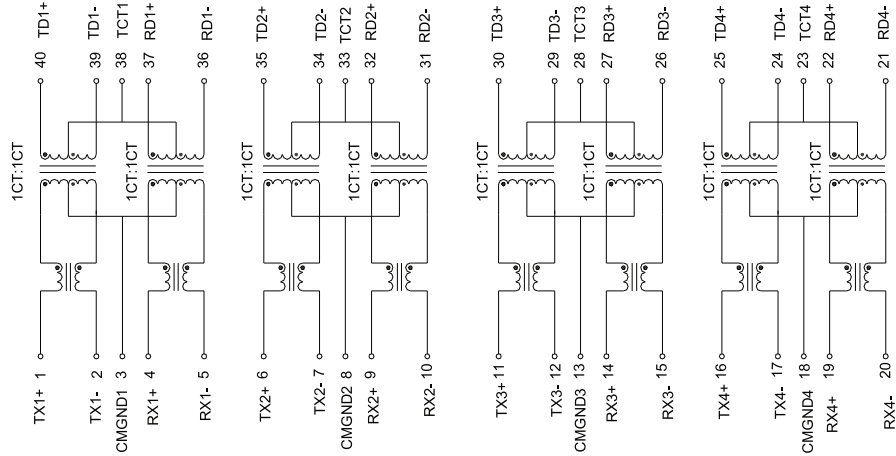 40 TD1+
39 TD1-
38 TCT1
37 RD1+
36 RD1-
35 TD2+
34 TD2-
33 TCT2
32 RD2+
31 RD2-
30 TD3+
29 TD3-
28 TCT3
27 RD3+
26 RD3-
25 TD4+
24 TD4-
23 TCT4
22 RD4+
21 RD4-
1CT:1CT
1CT:1CT
1CT:1CT
1CT:1CT
1CT:1CT
1CT:1CT
1CT:1CT
1CT:1CT
TX1+ 1
TX1- 2
CMGND1 3
RX1+ 4
RX1- 5
TX2+ 6
TX2- 7
CMGND2 8
RX2+ 9
RX2- 10
TX3+ 11
TX3- 12
CMGND3 13
RX3+ 14
RX3- 15
TX4+ 16
TX4- 17
CMGND4 18
RX4+ 19
RX4- 20